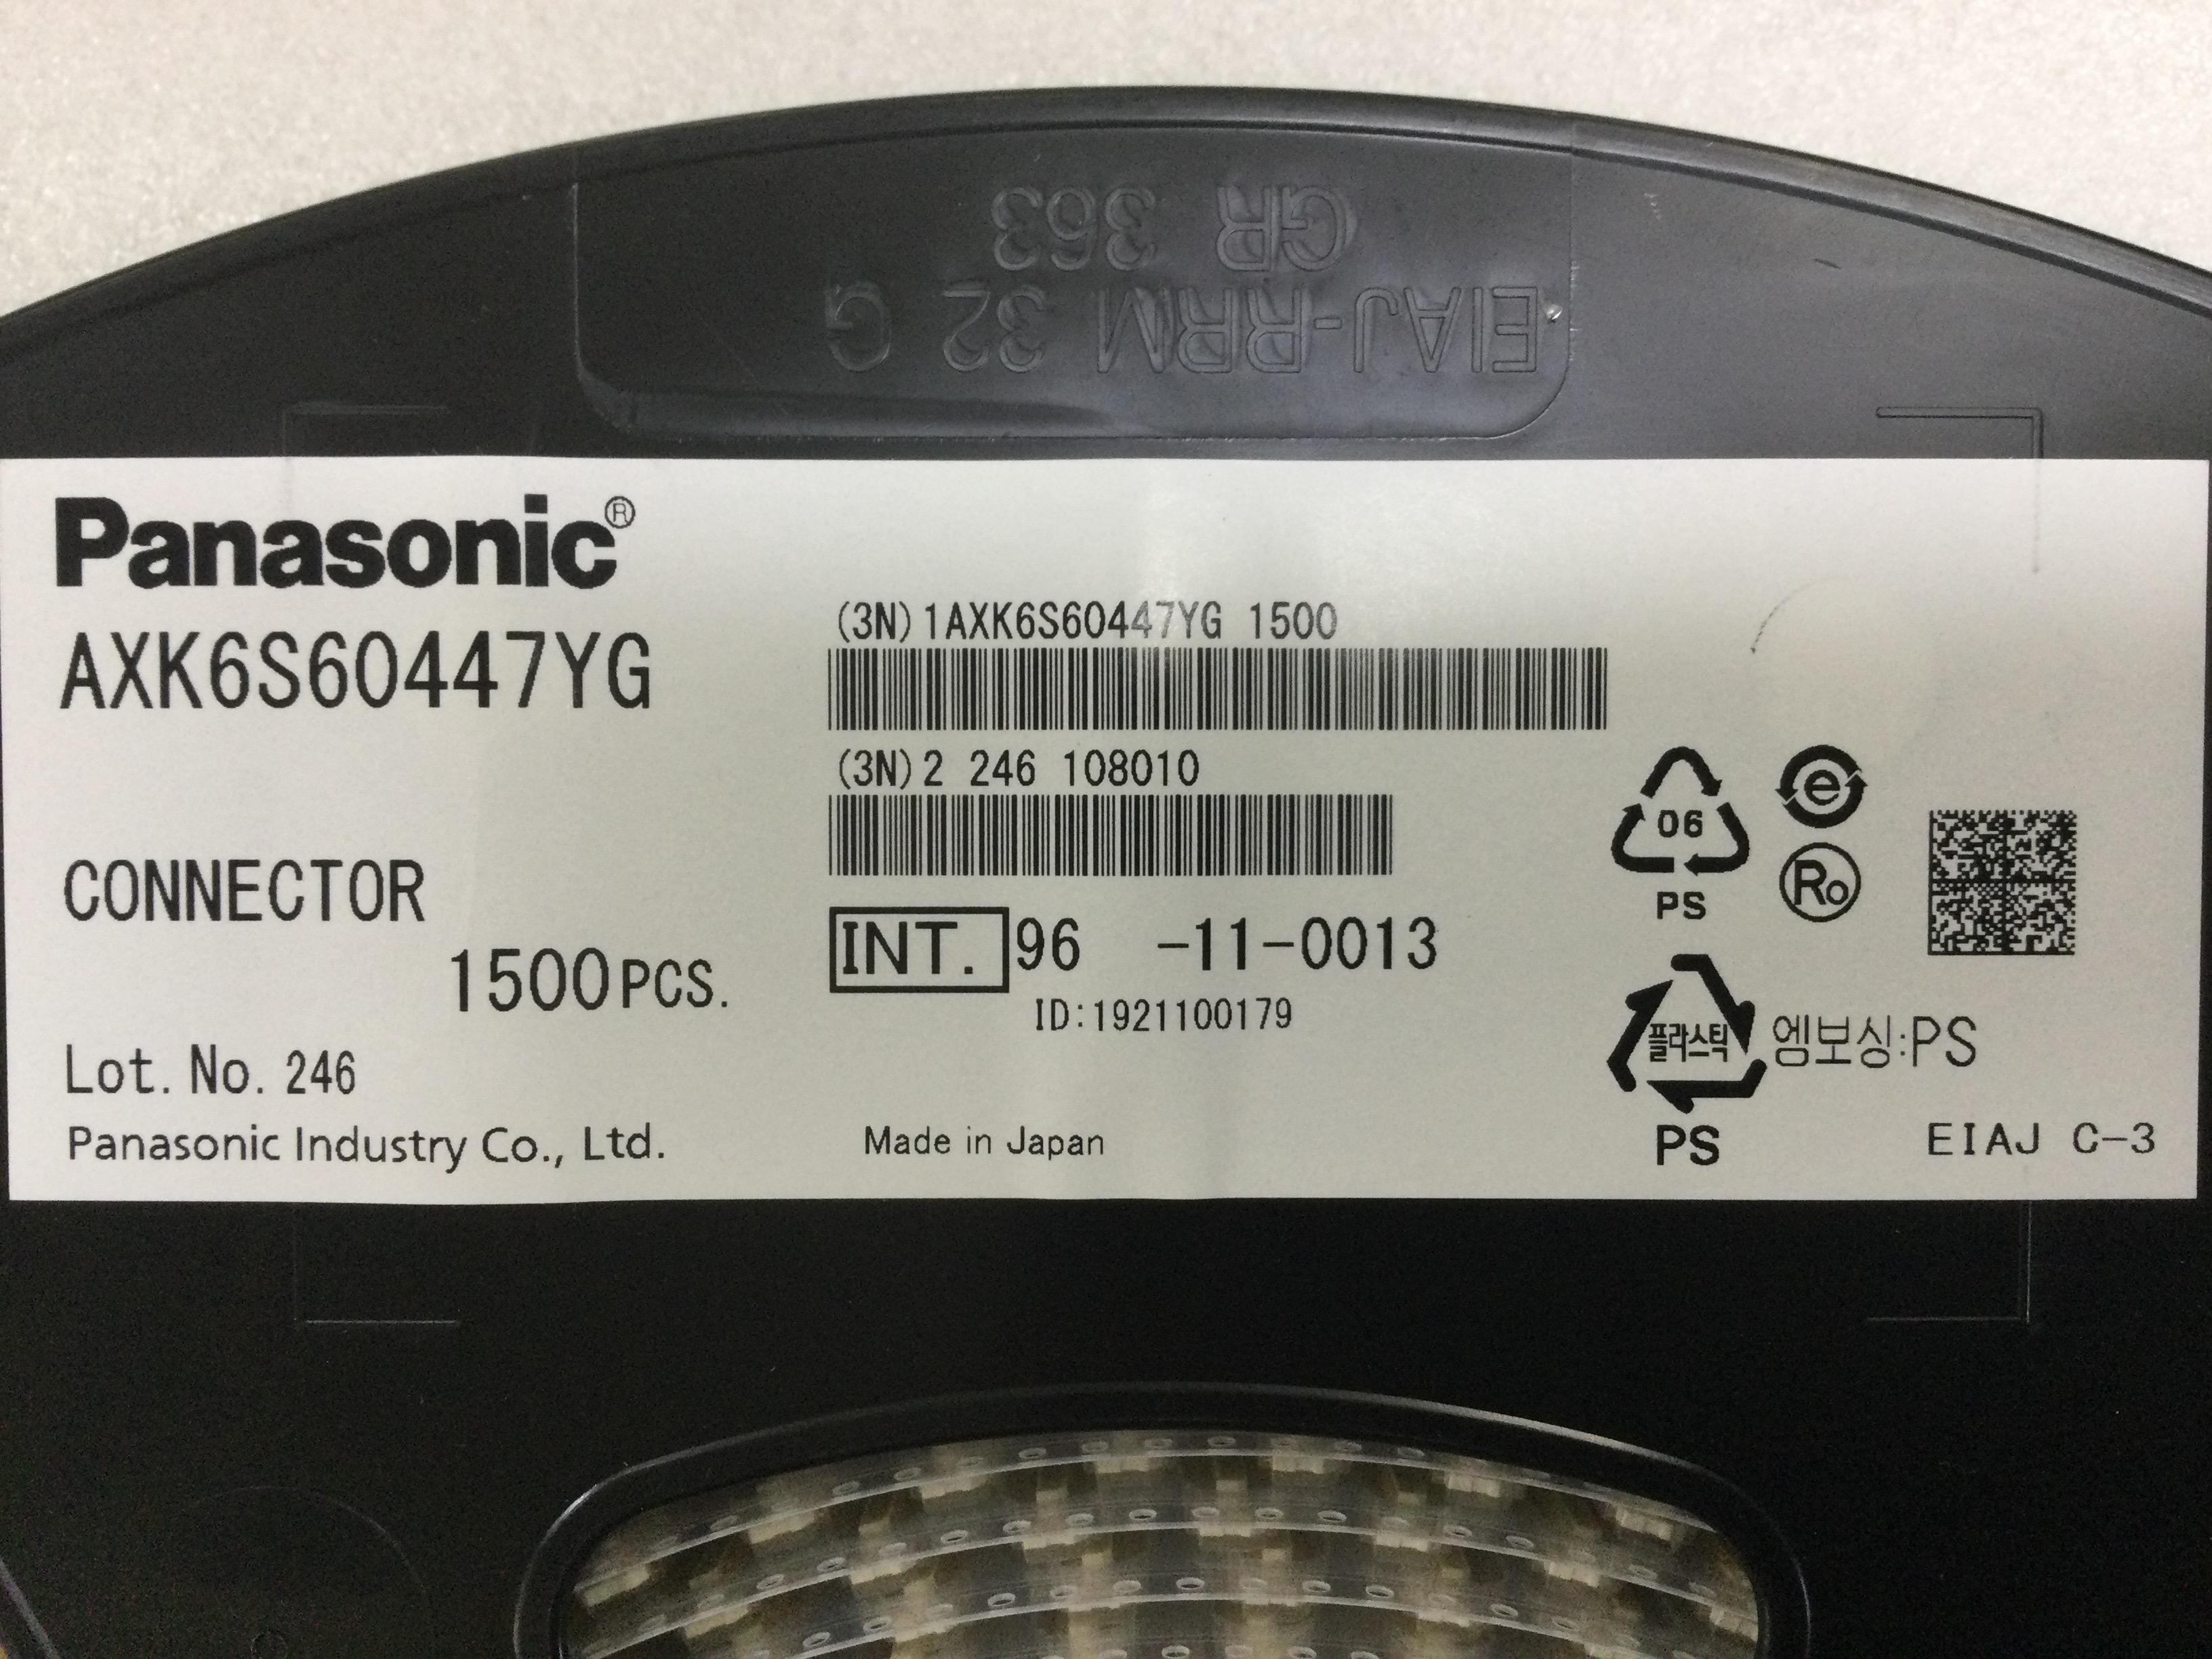 GR 363
EIAJ-RRM 32 G
Panasonic®
AXK6S60447YG
CONNECTOR
1500PCS.
Lot. No. 246
Panasonic Industry Co., Ltd.
(3N)1AXK6S60447YG 1500
(3N)2 246 108010
INT. 96 -11-0013
ID:1921100179
Made in Japan
06
PS
e
Ro
플라스틱
엠보싱:PS
PS
EIAJ C-3